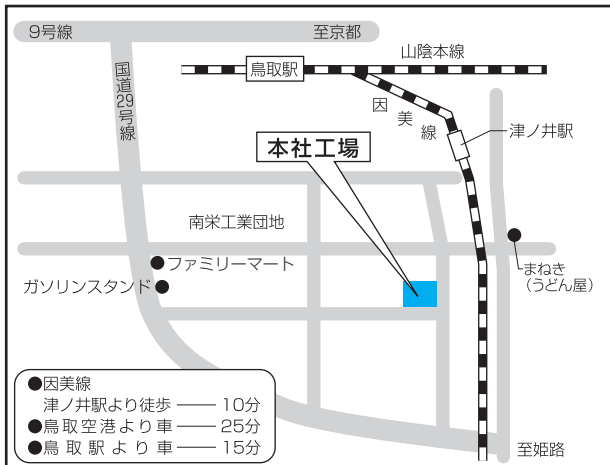 9号線
至京都
山陰本線
鳥取駅
国道29号線
因美線
津ノ井駅
本社工場
南栄工業団地
ファミリーマート
ガソリンスタンド
まねき
（うどん屋）
●因美線
津ノ井駅より徒歩 ―― 10分
●鳥取空港より車 ―― 25分
●鳥取駅より車 ―― 15分
至姫路